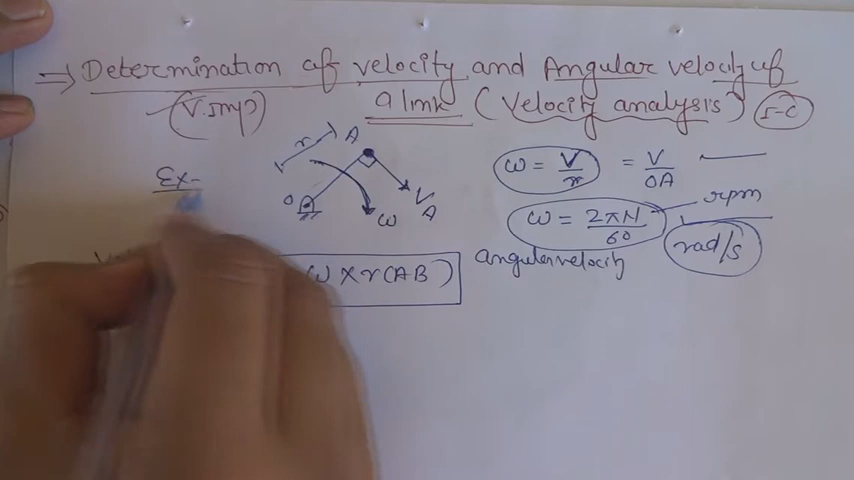 ⇒ Determination of velocity and Angular velocity of
(V.Imp) a link (Velocity analysis) I-C
Ex-
r A
O V_A
ω
ω = V/r = V/OA
ω = 2πN/60 rpm
rad/s
angular velocity
ω × r (AB)